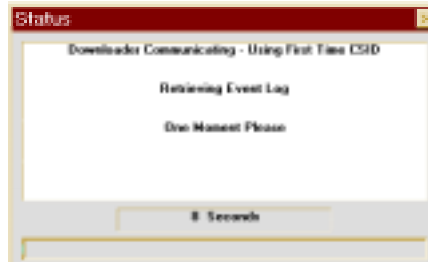 Status
Downloader Communicating - Using First Time CSID
Retrieving Event Log
One Moment Please
8 Seconds